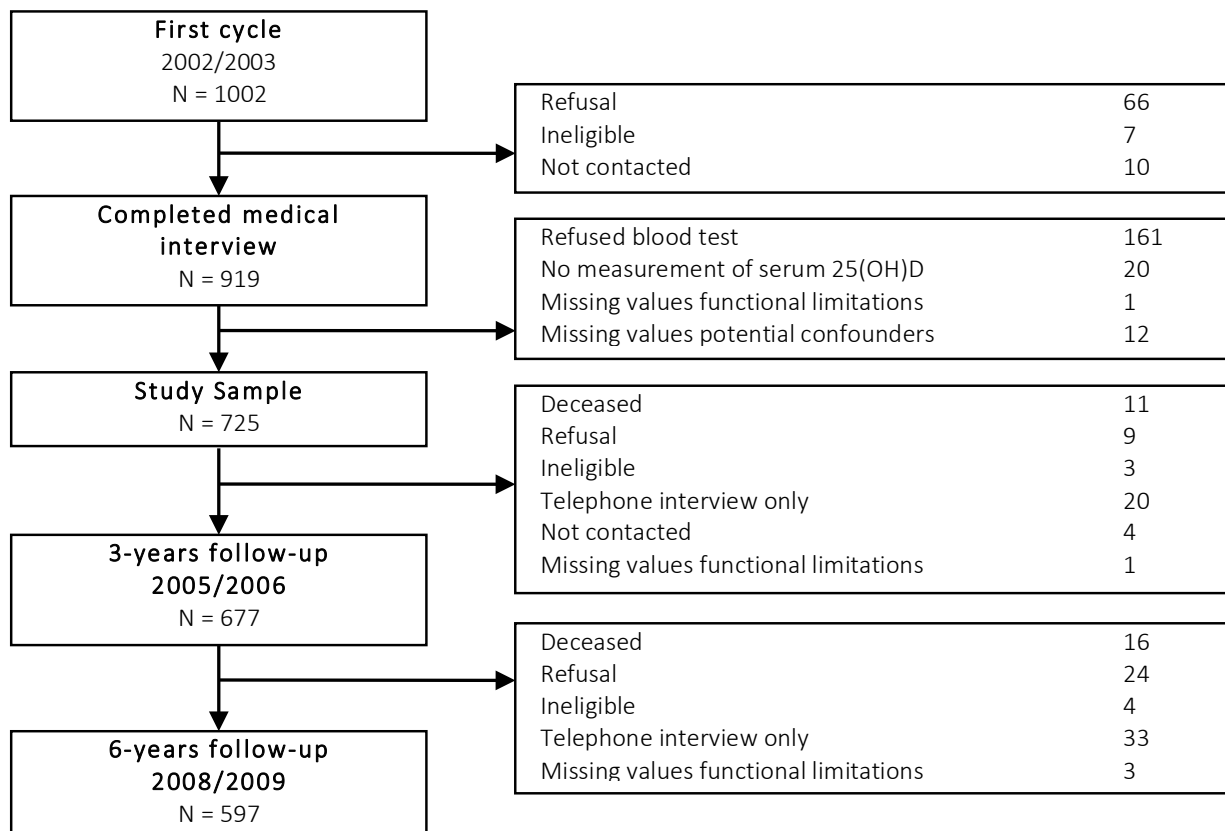 First cycle
2002/2003
N = 1002
Refusal 66
Ineligible 7
Not contacted 10
Completed medical
interview
N = 919
Refused blood test 161
No measurement of serum 25(OH)D 20
Missing values functional limitations 1
Missing values potential confounders 12
Study Sample
N = 725
Deceased 11
Refusal 9
Ineligible 3
Telephone interview only 20
Not contacted 4
Missing values functional limitations 1
3-years follow-up
2005/2006
N = 677
Deceased 16
Refusal 24
Ineligible 4
Telephone interview only 33
Missing values functional limitations 3
6-years follow-up
2008/2009
N = 597